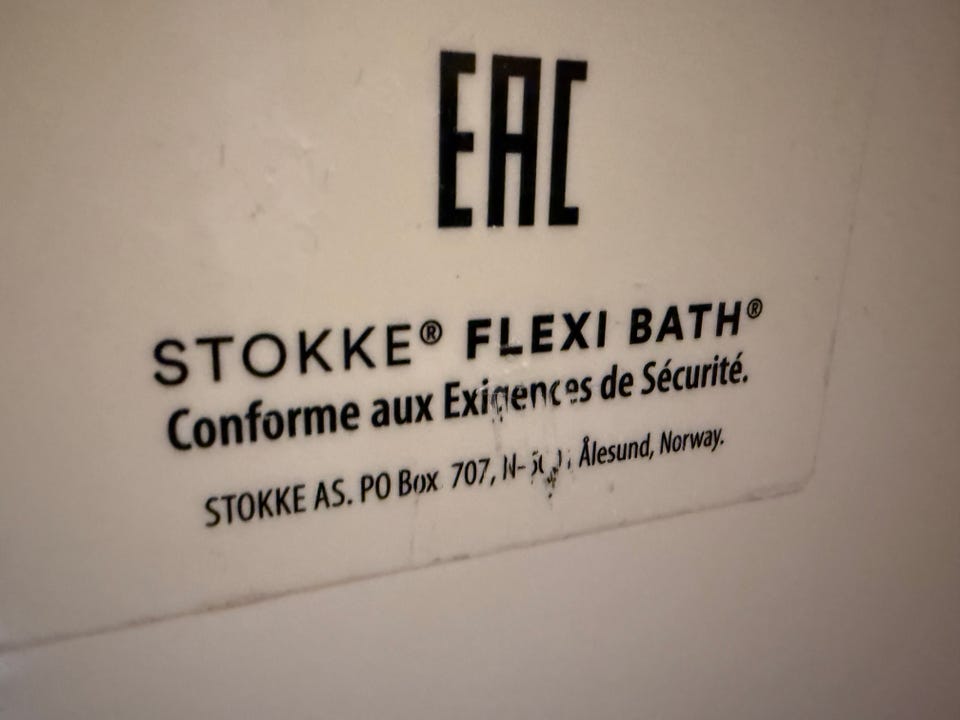 EAC
STOKKE® FLEXI BATH®
Conforme aux Exigences de Sécurité.
STOKKE AS. PO Box 707, Ålesund, Norway.